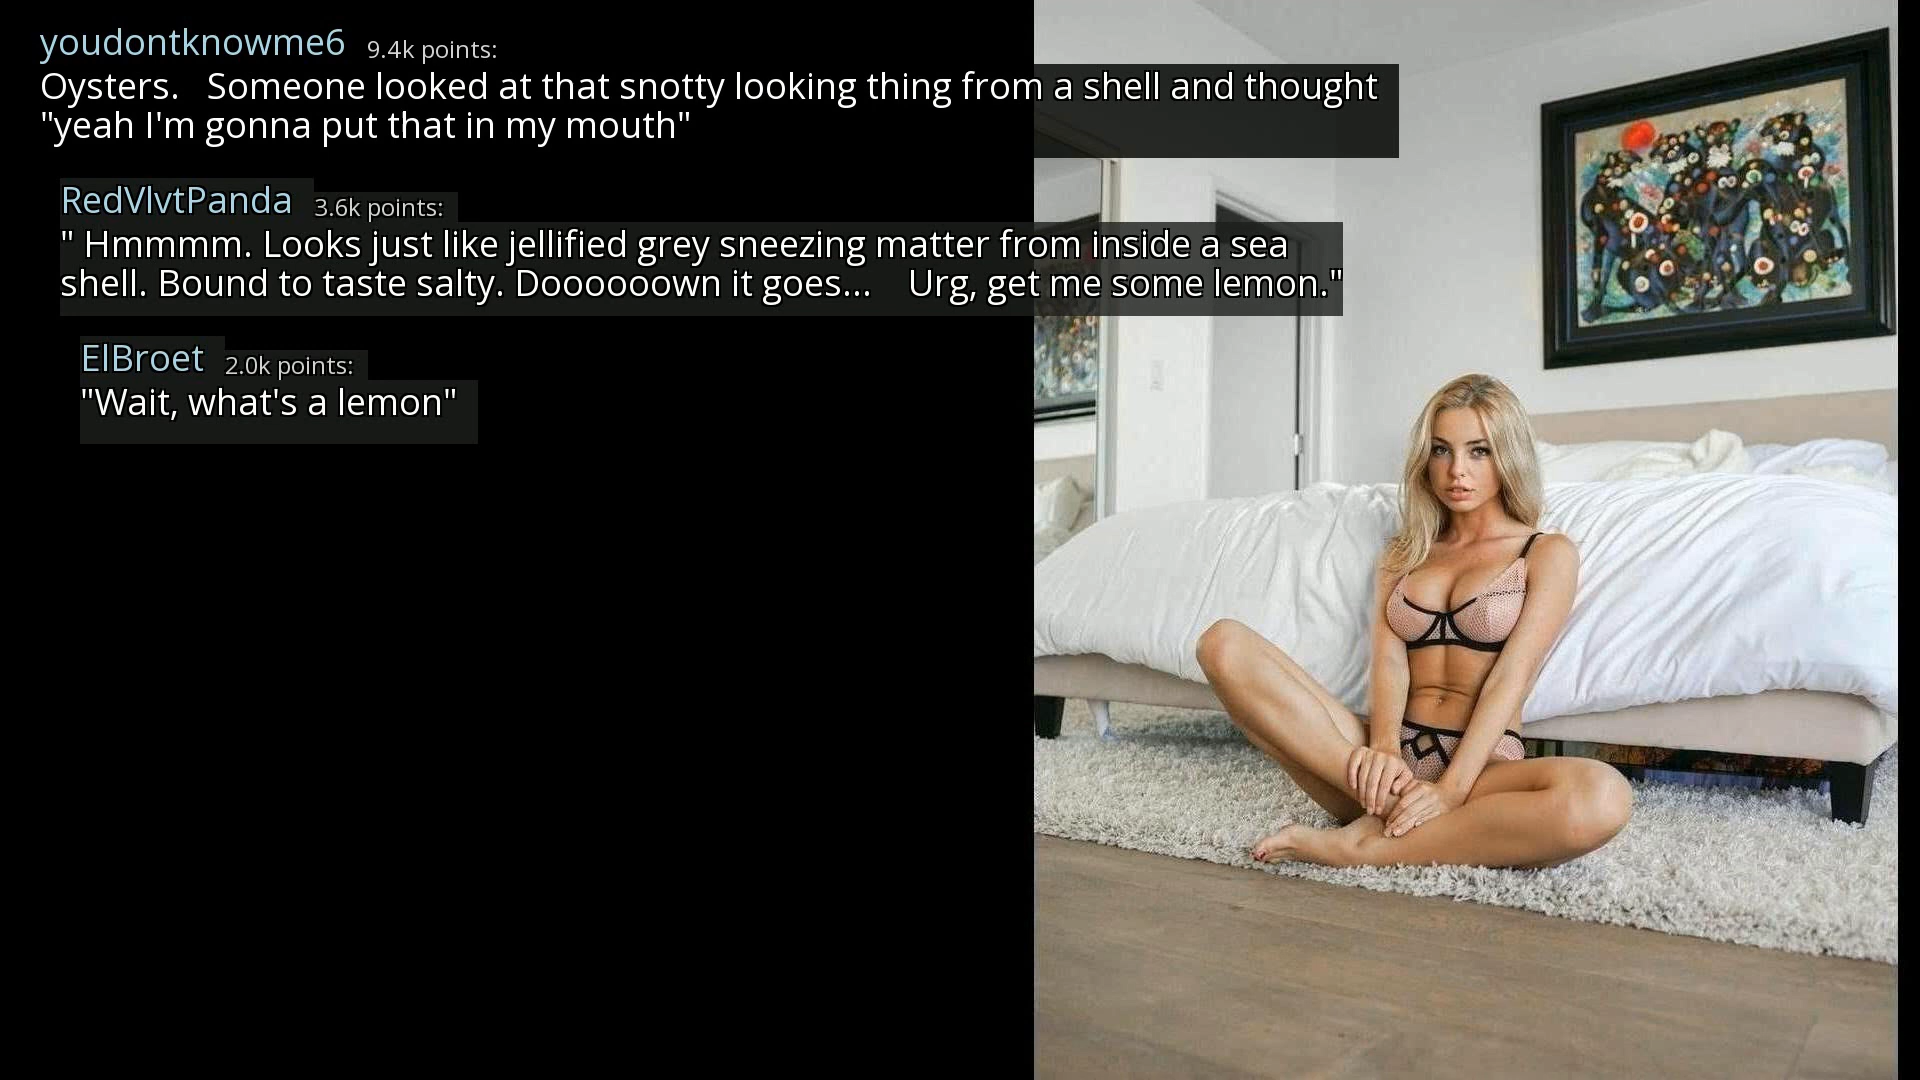 youdontknowme6 9.4k points:
Oysters. Someone looked at that snotty looking thing from a shell and thought
"yeah I'm gonna put that in my mouth"
RedVlvtPanda 3.6k points:
" Hmmmm. Looks just like jellified grey sneezing matter from inside a sea
shell. Bound to taste salty. Dooooooown it goes... Urg, get me some lemon."
ElBroet 2.0k points:
"Wait, what's a lemon"